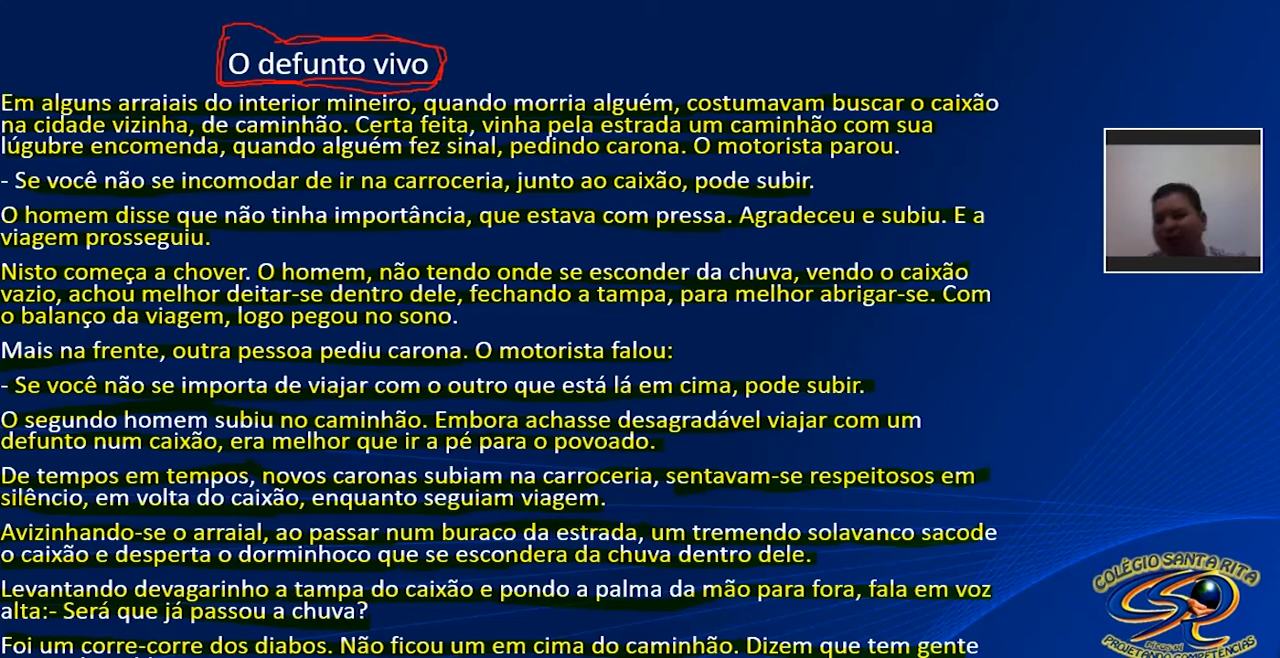 O defunto vivo
Em alguns arraiais do interior mineiro, quando morria alguém, costumavam buscar o caixão
na cidade vizinha, de caminhão. Certa feita, vinha pela estrada um caminhão com sua
lúgubre encomenda, quando alguém fez sinal, pedindo carona. O motorista parou.
- Se você não se incomodar de ir na carroceria, junto ao caixão, pode subir.
O homem disse que não tinha importância, que estava com pressa. Agradeceu e subiu. E a
viagem prosseguiu.
Nisto começa a chover. O homem, não tendo onde se esconder da chuva, vendo o caixão
vazio, achou melhor deitar-se dentro dele, fechando a tampa, para melhor abrigar-se. Com
o balanço da viagem, logo pegou no sono.
Mais na frente, outra pessoa pediu carona. O motorista falou:
- Se você não se importa de viajar com o outro que está lá em cima, pode subir.
O segundo homem subiu no caminhão. Embora achasse desagradável viajar com um
defunto num caixão, era melhor que ir a pé para o povoado.
De tempos em tempos, novos caronas subiam na carroceria, sentavam-se respeitosos em
silêncio, em volta do caixão, enquanto seguiam viagem.
Avizinhando-se o arraial, ao passar num buraco da estrada, um tremendo solavanco sacode
o caixão e desperta o dorminhoco que se escondera da chuva dentro dele.
Levantando devagarinho a tampa do caixão e pondo a palma da mão para fora, fala em voz
alta:- Será que já passou a chuva?
Foi um corre-corre dos diabos. Não ficou um em cima do caminhão. Dizem que tem gente
COLÉGIO SANTA RITA
PROJETANDO COMPETÊNCIAS